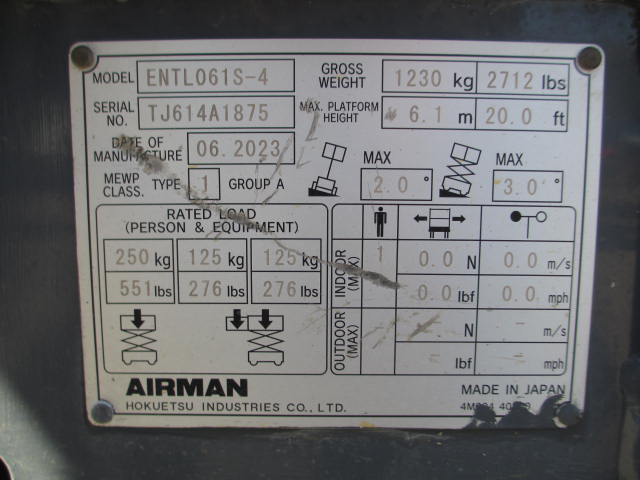 MODEL ENTL061S-4 GROSS WEIGHT 1230 kg 2712 lbs
SERIAL NO. TJ614A1875 MAX. PLATFORM HEIGHT 6.1 m 20.0 ft
DATE OF MANUFACTURE 06.2023
MEWP CLASS. TYPE 1 GROUP A MAX 2.0 ° MAX 3.0 °
RATED LOAD
(PERSON & EQUIPMENT)
250 kg 125 kg 125 kg
551 lbs 276 lbs 276 lbs
INDOOR (MAX) 1 0.0 N 0.0 m/s
0.0 lbf 0.0 mph
OUTDOOR (MAX) - N - m/s
- lbf - mph
AIRMAN
HOKUETSU INDUSTRIES CO., LTD.
MADE IN JAPAN